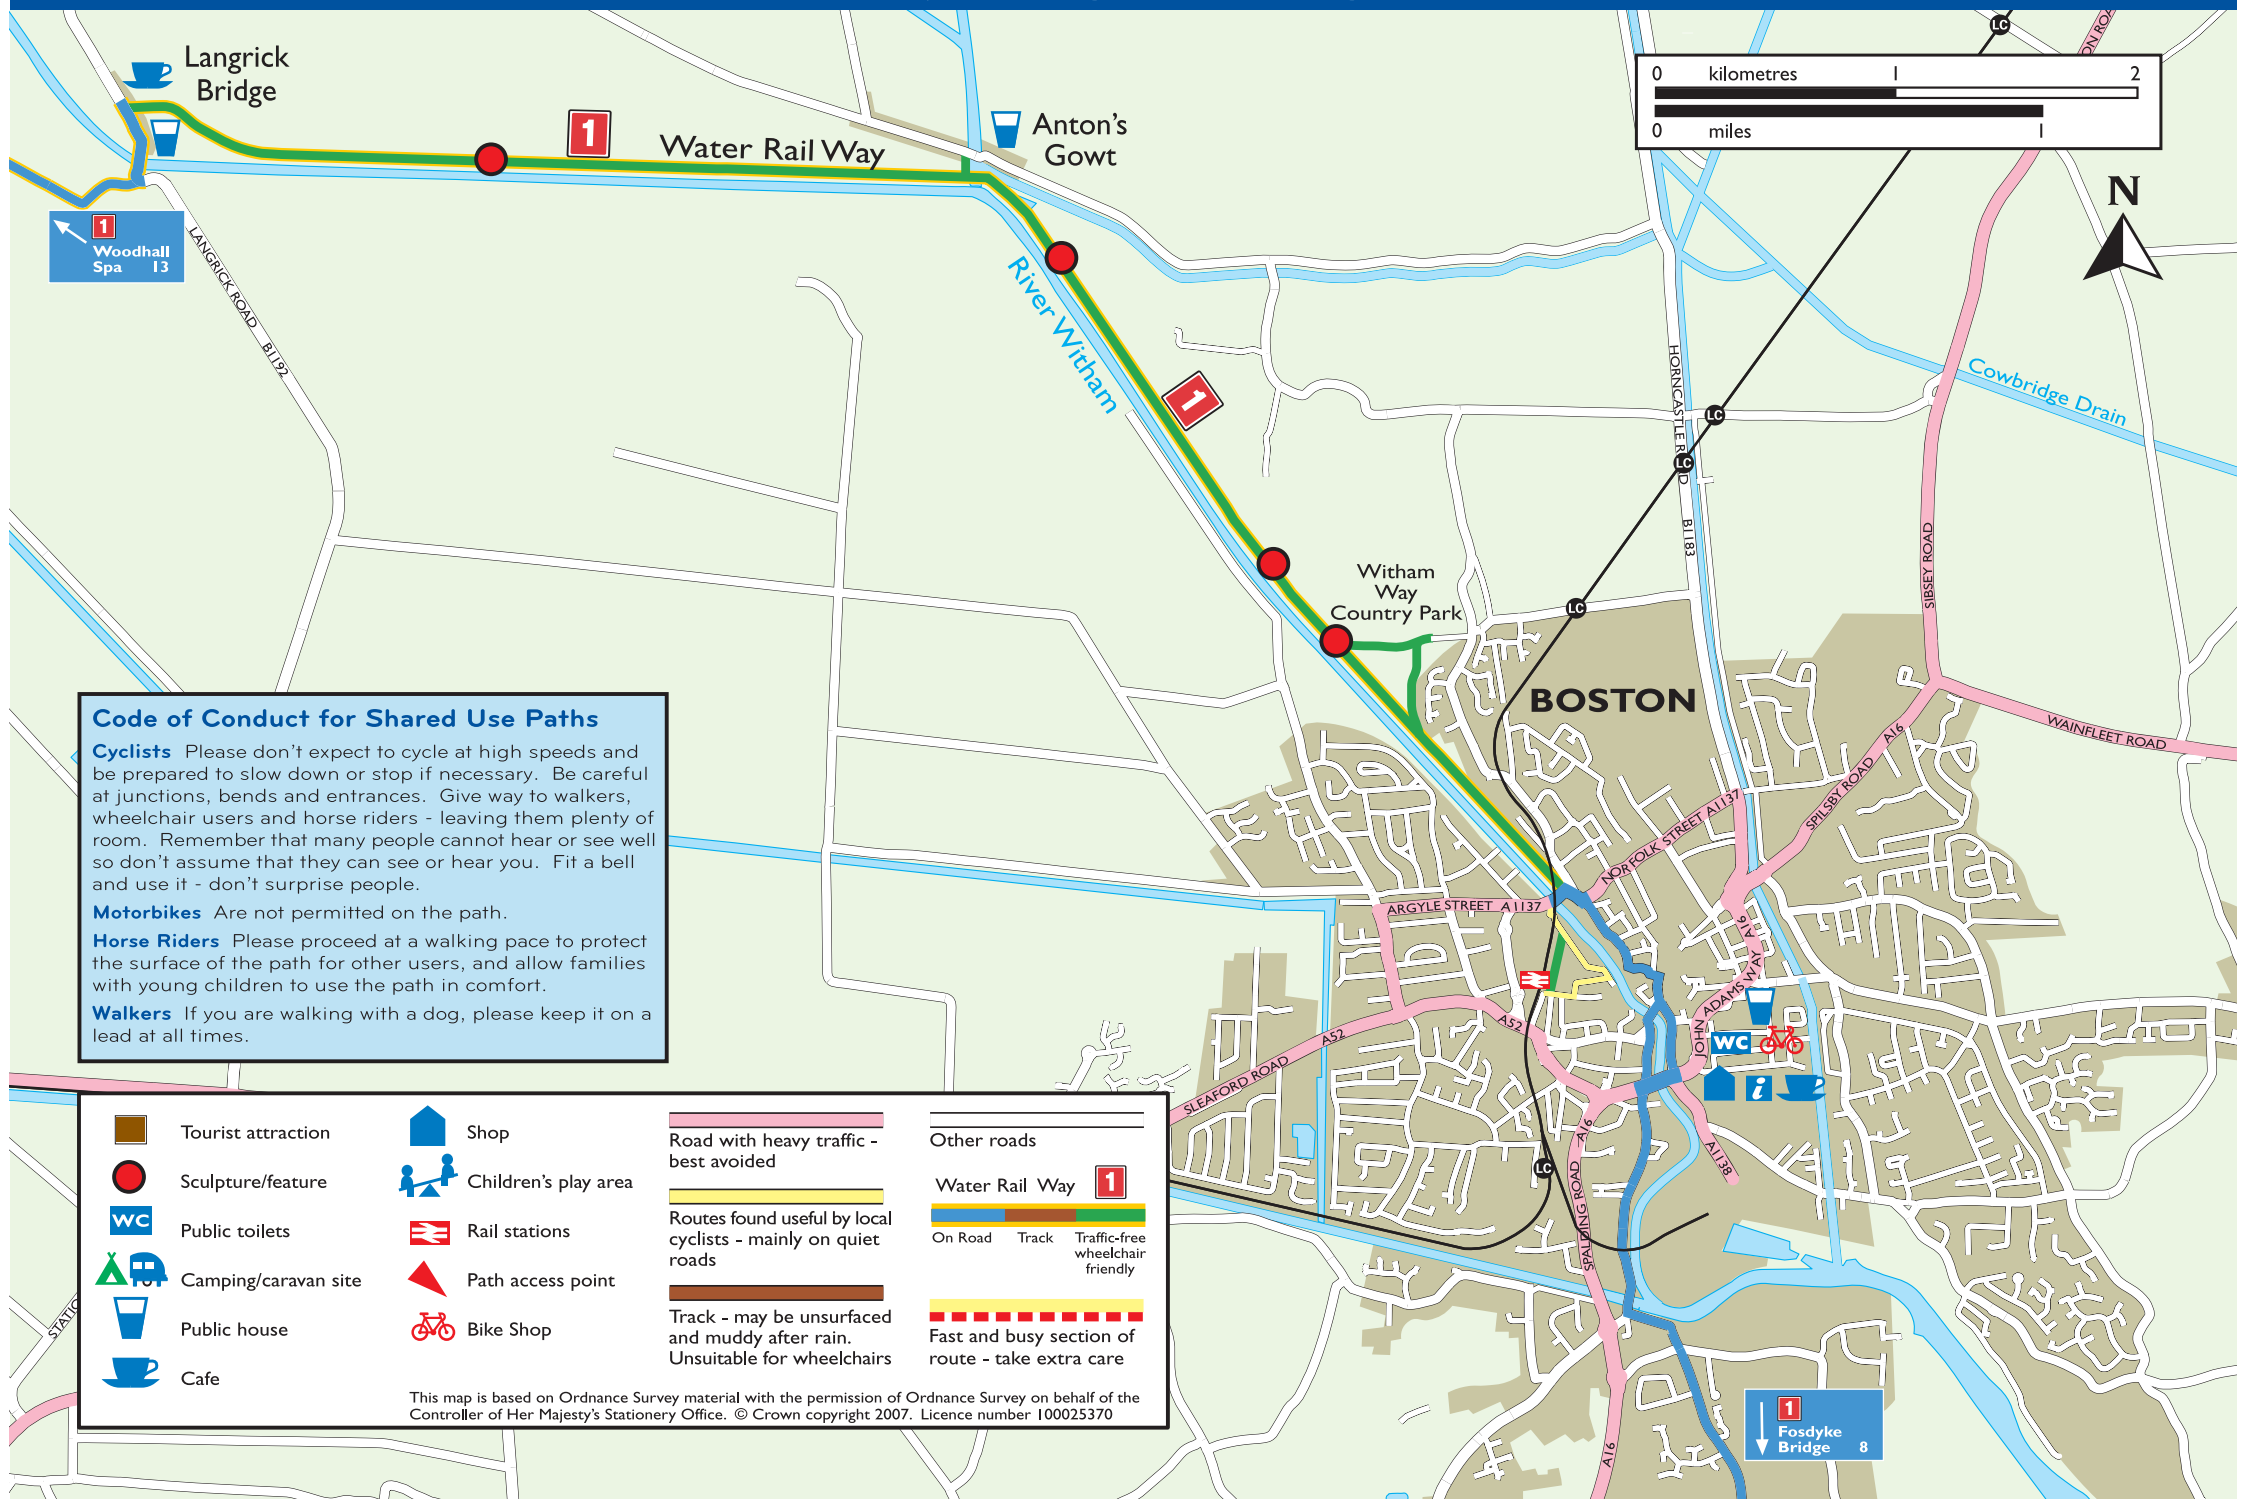 Langrick
Bridge
1
Water Rail Way
Anton's
Gowt
0 kilometres 1 2
0 miles 1
N
LC
1
Woodhall
Spa 13
LANGRICK ROAD B1192
River Witham
1
HORNCASTLE ROAD B1183
LC
LC
Cowbridge Drain
SIBSEY ROAD
Witham
Way
Country Park
LC
BOSTON
WAINFLEET ROAD
A16
SPILSBY ROAD
NORFOLK STREET A1137
ARGYLE STREET A1137
A16
JOHN ADAMS WAY
A52
SLEAFORD ROAD
A52
WC
i
A16
A1138
LC
SPALDING ROAD
A16
1
Fosdyke
Bridge 8
Code of Conduct for Shared Use Paths
Cyclists Please don't expect to cycle at high speeds and
be prepared to slow down or stop if necessary. Be careful
at junctions, bends and entrances. Give way to walkers,
wheelchair users and horse riders - leaving them plenty of
room. Remember that many people cannot hear or see well
so don't assume that they can see or hear you. Fit a bell
and use it - don't surprise people.
Motorbikes Are not permitted on the path.
Horse Riders Please proceed at a walking pace to protect
the surface of the path for other users, and allow families
with young children to use the path in comfort.
Walkers If you are walking with a dog, please keep it on a
lead at all times.
Tourist attraction
Sculpture/feature
WC
Public toilets
Camping/caravan site
Public house
Cafe
Shop
Children's play area
Rail stations
Path access point
Bike Shop
Road with heavy traffic -
best avoided
Routes found useful by local
cyclists - mainly on quiet
roads
Track - may be unsurfaced
and muddy after rain.
Unsuitable for wheelchairs
Other roads
Water Rail Way 1
On Road Track Traffic-free
wheelchair
friendly
Fast and busy section of
route - take extra care
This map is based on Ordnance Survey material with the permission of Ordnance Survey on behalf of the
Controller of Her Majesty's Stationery Office. © Crown copyright 2007. Licence number 100025370